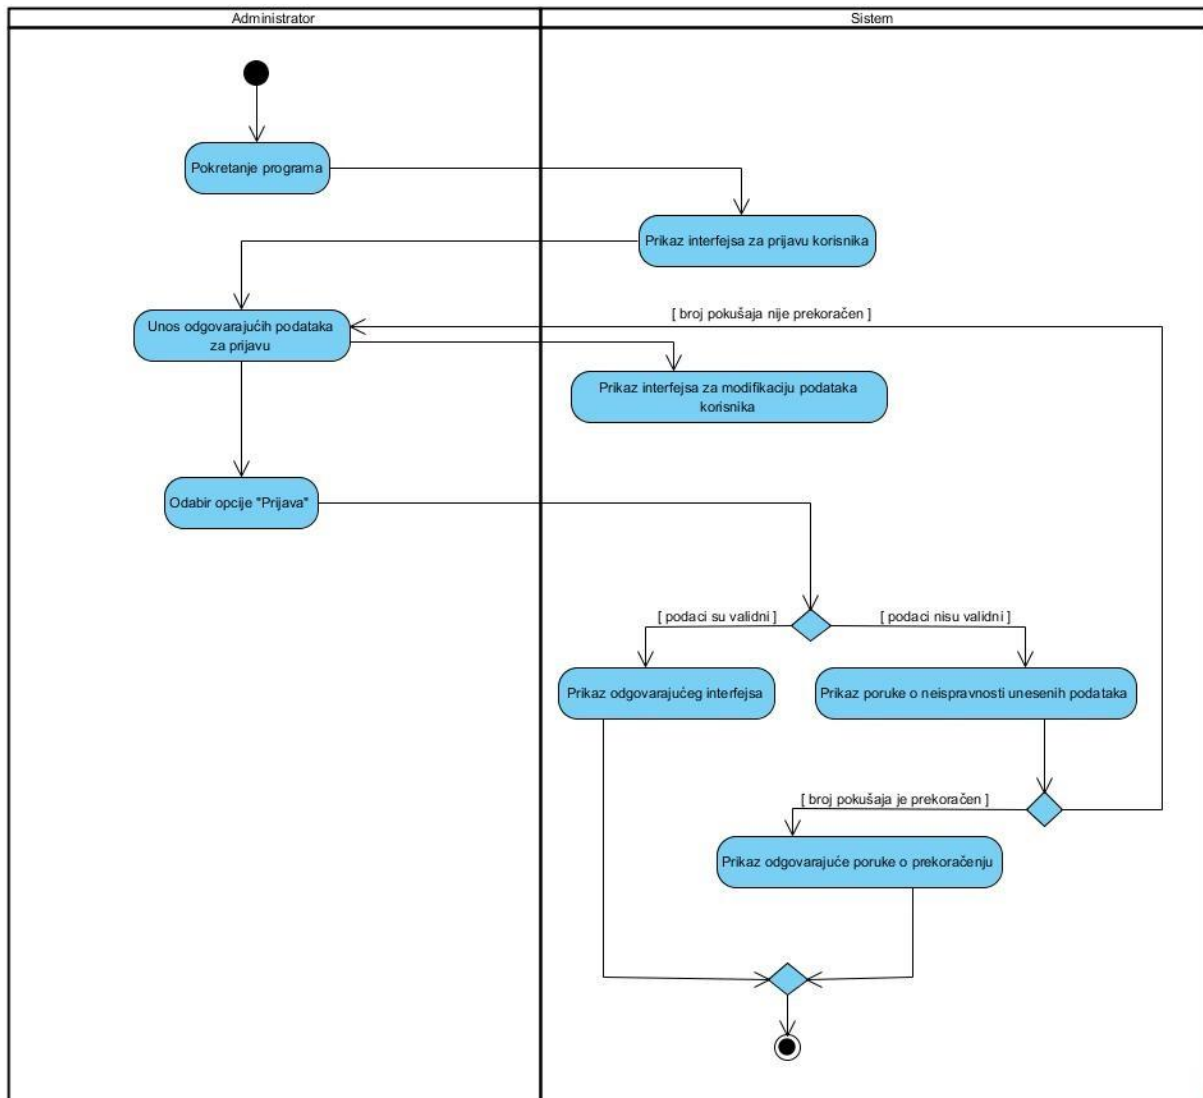 Administrator
Sistem
Pokretanje programa
Prikaz interfejsa za prijavu korisnika
Unos odgovarajućih podataka
za prijavu
[ broj pokušaja nije prekoračen ]
Prikaz interfejsa za modifikaciju podataka
korisnika
Odabir opcije "Prijava"
[ podaci su validni ]
[ podaci nisu validni ]
Prikaz odgovarajućeg interfejsa
Prikaz poruke o neispravnosti unesenih podataka
[ broj pokušaja je prekoračen ]
Prikaz odgovarajuće poruke o prekoračenju